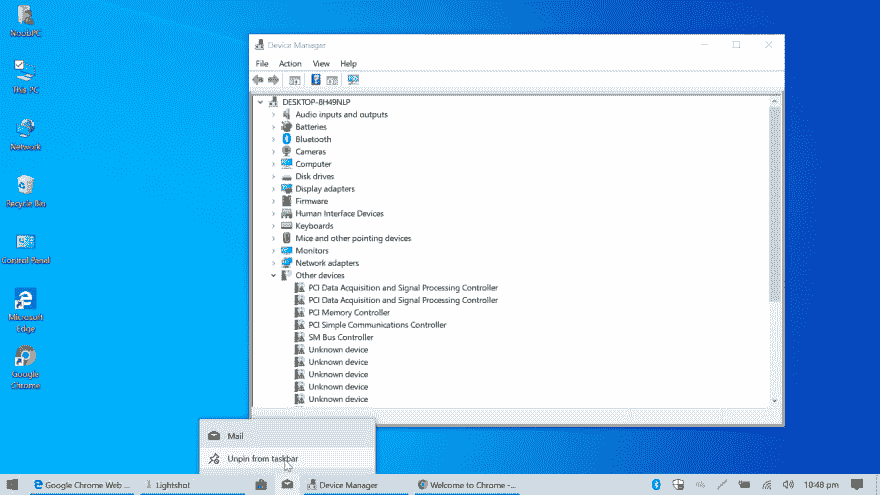 NoobPC
This PC
Network
Recycle Bin
Control Panel
Microsoft
Edge
Google
Chrome
Device Manager
File Action View Help
DESKTOP-8H49NLP
Audio inputs and outputs
Batteries
Bluetooth
Cameras
Computer
Disk drives
Display adapters
Firmware
Human Interface Devices
Keyboards
Mice and other pointing devices
Monitors
Network adapters
Other devices
PCI Data Acquisition and Signal Processing Controller
PCI Data Acquisition and Signal Processing Controller
PCI Memory Controller
PCI Simple Communications Controller
SM Bus Controller
Unknown device
Unknown device
Unknown device
Unknown device
Unknown device
Mail
Unpin from taskbar
Google Chrome Web ... Lightshot Device Manager Welcome to Chrome -... 10:48 pm